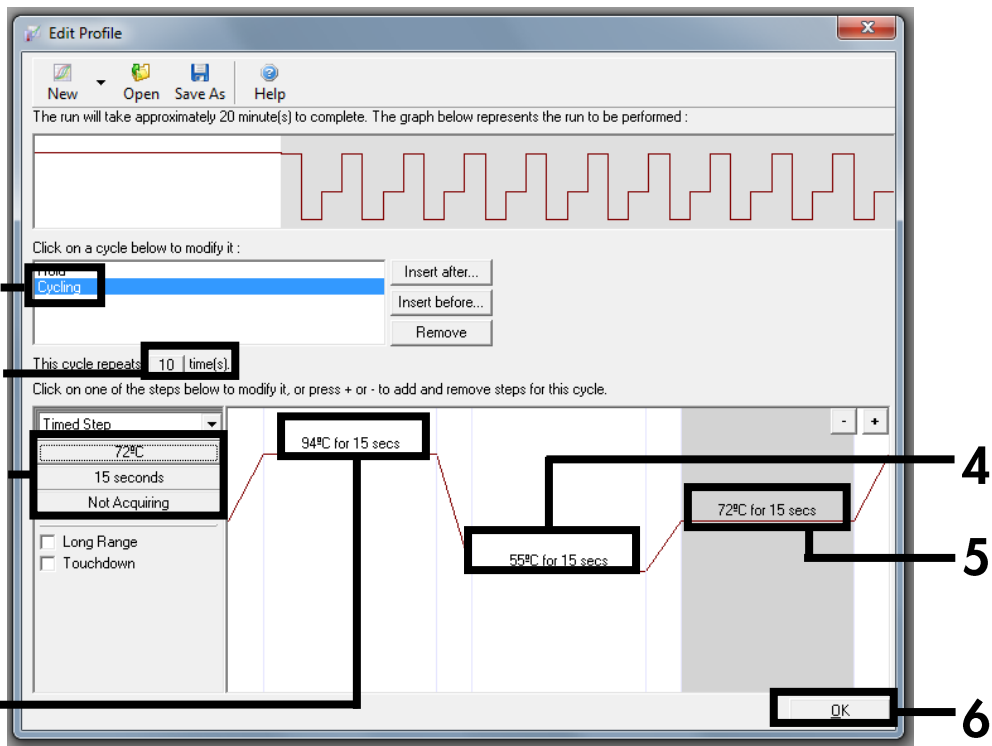 Edit Profile
New Open Save As Help
The run will take approximately 20 minute(s) to complete. The graph below represents the run to be performed :
Click on a cycle below to modify it :
Hold
Cycling
Insert after...
Insert before...
Remove
This cycle repeats 10 time(s).
Click on one of the steps below to modify it, or press + or - to add and remove steps for this cycle.
Timed Step
- +
72ºC
15 seconds
Not Acquiring
Long Range
Touchdown
94ºC for 15 secs
55ºC for 15 secs
72ºC for 15 secs
4
5
OK
6